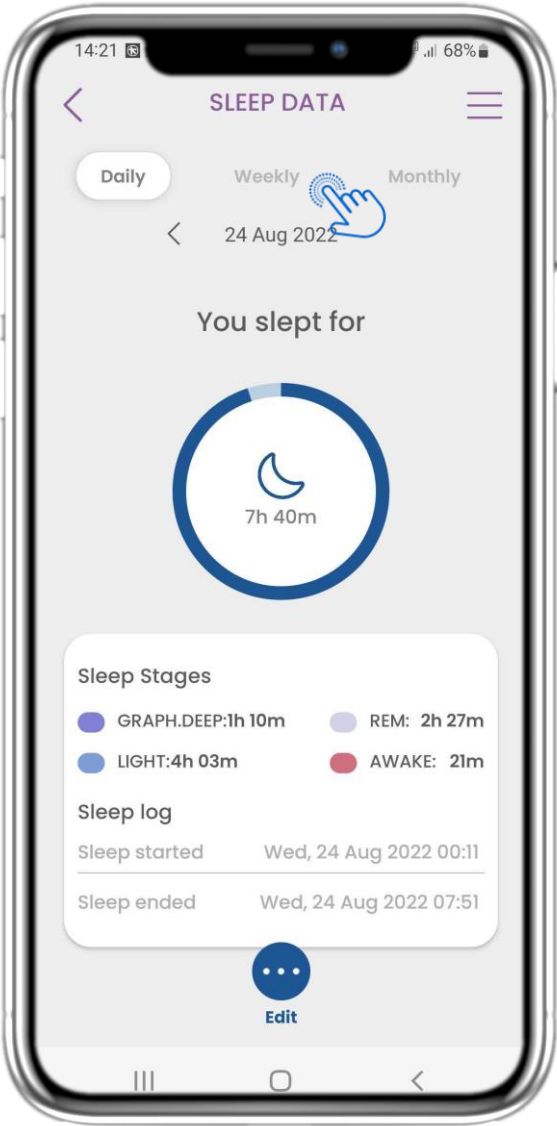 14:21 68%
SLEEP DATA
Daily Weekly Monthly
24 Aug 2022
You slept for
7h 40m
Sleep Stages
GRAPH.DEEP:1h 10m REM: 2h 27m
LIGHT:4h 03m AWAKE: 21m
Sleep log
Sleep started Wed, 24 Aug 2022 00:11
Sleep ended Wed, 24 Aug 2022 07:51
Edit